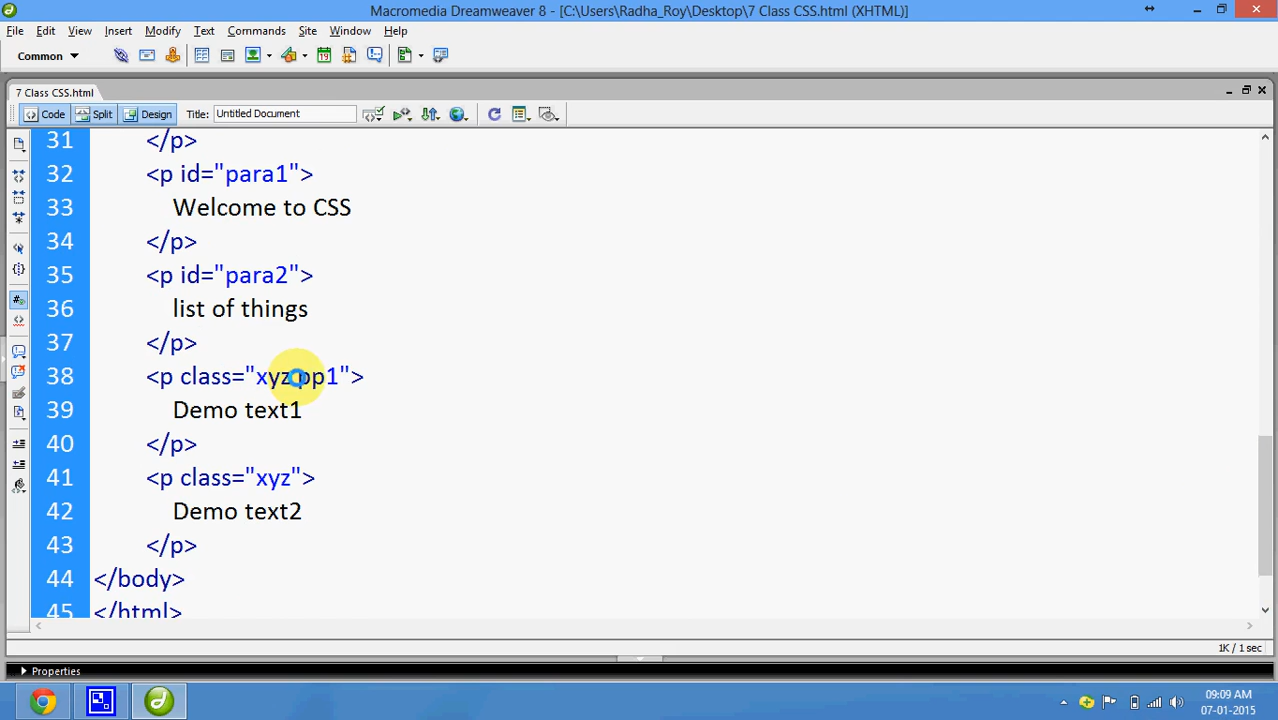 Macromedia Dreamweaver 8 - [C:\Users\Radha_Roy\Desktop\7 Class CSS.html (XHTML)]
File Edit View Insert Modify Text Commands Site Window Help
Common
7 Class CSS.html
Code Split Design Title: Untitled Document
31 </p>
32 <p id="para1">
33 Welcome to CSS
34 </p>
35 <p id="para2">
36 list of things
37 </p>
38 <p class="xyz pp1">
39 Demo text1
40 </p>
41 <p class="xyz">
42 Demo text2
43 </p>
44 </body>
45 </html>
1K / 1 sec
Properties
09:09 AM
07-01-2015